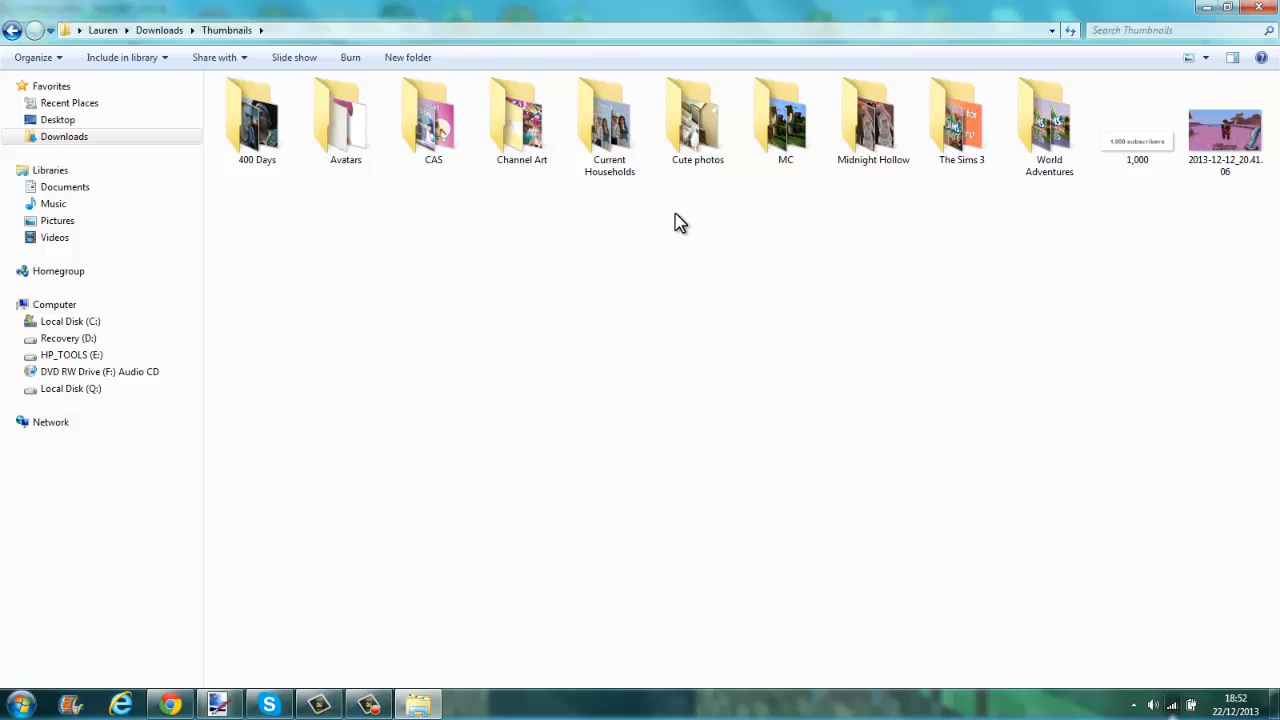 Lauren Downloads Thumbnails
Search Thumbnails
Organize Include in library Share with Slide show Burn New folder
Favorites
Recent Places
Desktop
Downloads
Libraries
Documents
Music
Pictures
Videos
Homegroup
Computer
Local Disk (C:)
Recovery (D:)
HP_TOOLS (E:)
DVD RW Drive (F:) Audio CD
Local Disk (Q:)
Network
400 Days
Avatars
CAS
Channel Art
Current
Households
Cute photos
MC
Midnight Hollow
The Sims 3
World
Adventures
1,000 subscribers
1,000
2013-12-12_20.41.
06
18:52
22/12/2013